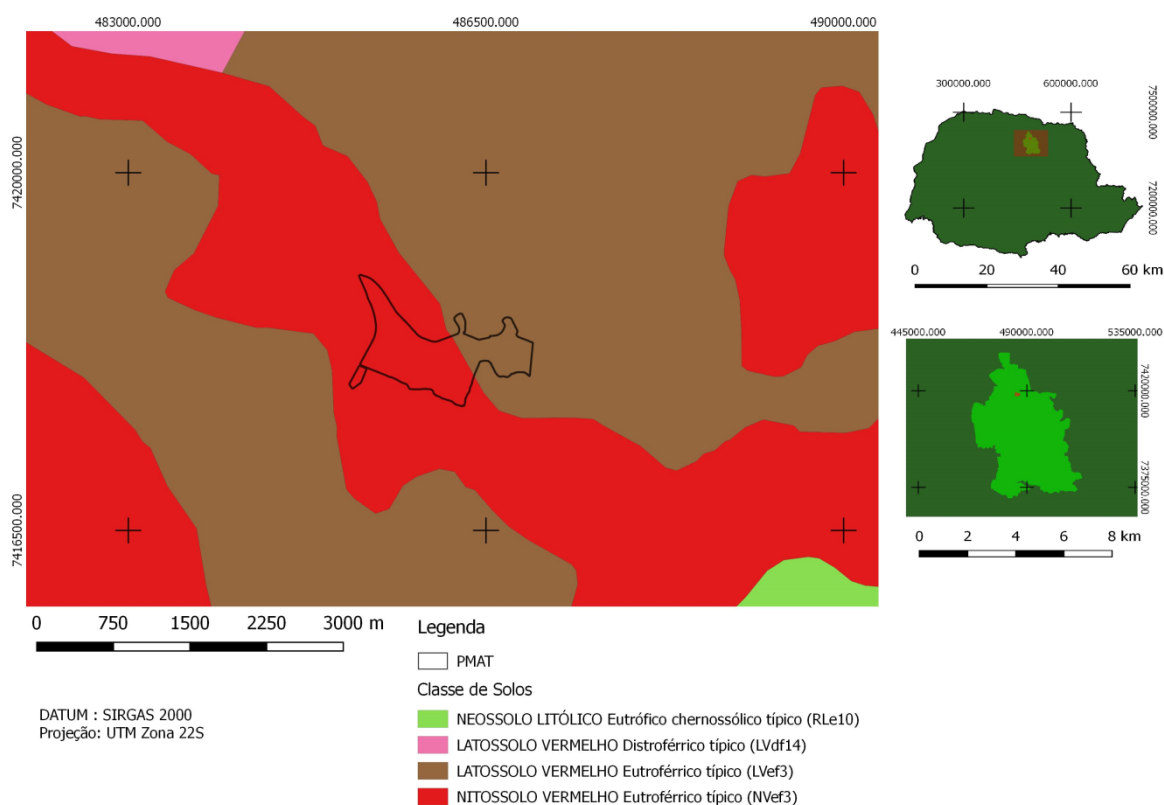 483000.000 486500.000 490000.000
7420000.000
7416500.000
0 750 1500 2250 3000 m
DATUM : SIRGAS 2000
Projeção: UTM Zona 22S
Legenda
PMAT
Classe de Solos
NEOSSOLO LITÓLICO Eutrófico chernossólico típico (RLe10)
LATOSSOLO VERMELHO Distroférrico típico (LVdf14)
LATOSSOLO VERMELHO Eutroférrico típico (LVef3)
NITOSSOLO VERMELHO Eutroférrico típico (NVef3)
300000.000 600000.000
7500000.000
7200000.000
0 20 40 60 km
445000.000 490000.000 535000.000
7420000.000
7375000.000
0 2 4 6 8 km